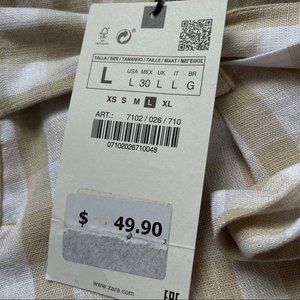 TALLA / SIZE / TAMANHO / TAILLE / MAAT / МЕГЕӨОЕ
L
USA MEX UK IT BR
L 30 L L G
XS S M L XL
ART.: 7102 / 026 / 710
07102026710048
$ 49.90
www.zara.com
EAC